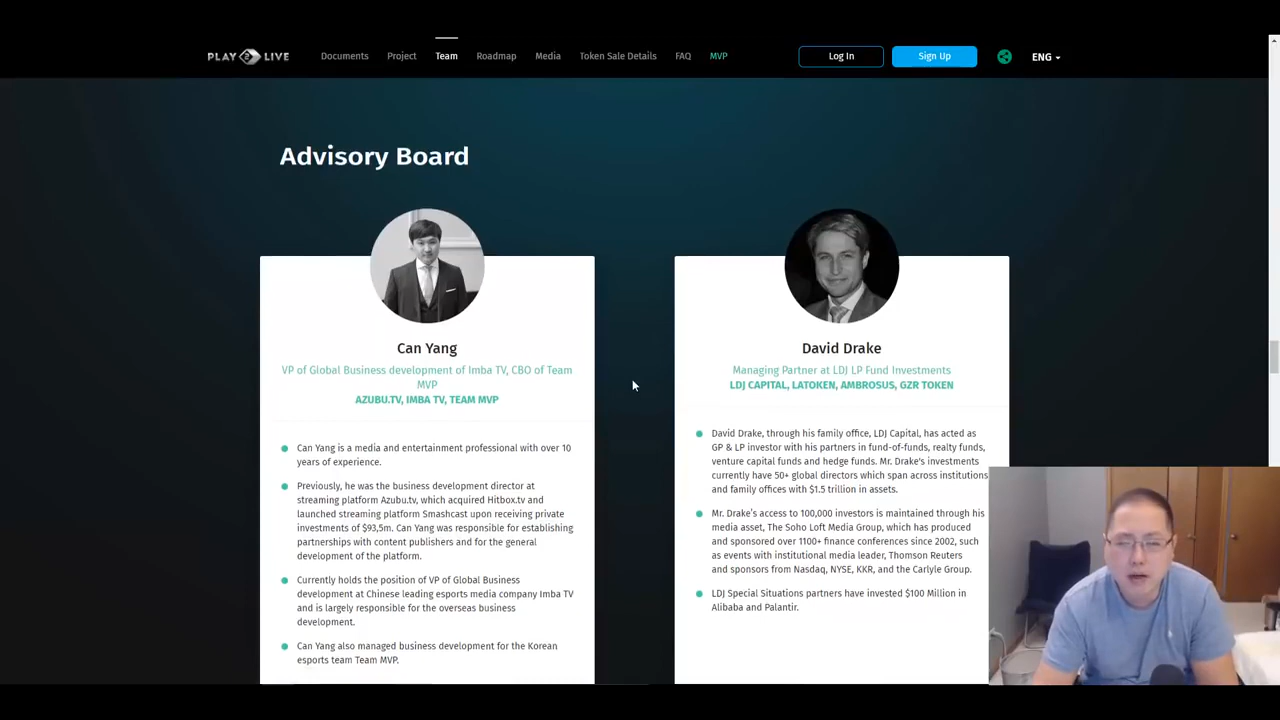 PLAY 2 LIVE
Documents
Project
Team
Roadmap
Media
Token Sale Details
FAQ
MVP
Log In
Sign Up
ENG
Advisory Board
Can Yang
VP of Global Business development of Imba TV, CBO of Team
MVP
AZUBU.TV, IMBA TV, TEAM MVP
Can Yang is a media and entertainment professional with over 10
years of experience.
Previously, he was the business development director at
streaming platform Azubu.tv, which acquired Hitbox.tv and
launched streaming platform Smashcast upon receiving private
investments of $93,5m. Can Yang was responsible for establishing
partnerships with content publishers and for the general
development of the platform.
Currently holds the position of VP of Global Business
development at Chinese leading esports media company Imba TV
and is largely responsible for the overseas business
development.
Can Yang also managed business development for the Korean
esports team Team MVP.
David Drake
Managing Partner at LDJ LP Fund Investments
LDJ CAPITAL, LATOKEN, AMBROSUS, GZR TOKEN
David Drake, through his family office, LDJ Capital, has acted as
GP & LP investor with his partners in fund-of-funds, realty funds,
venture capital funds and hedge funds. Mr. Drake's investments
currently have 50+ global directors which span across institutions
and family offices with $1.5 trillion in assets.
Mr. Drake's access to 100,000 investors is maintained through his
media asset, The Soho Loft Media Group, which has produced
and sponsored over 1100+ finance conferences since 2002, such
as events with institutional media leader, Thomson Reuters
and sponsors from Nasdaq, NYSE, KKR, and the Carlyle Group.
LDJ Special Situations partners have invested $100 Million in
Alibaba and Palantir.